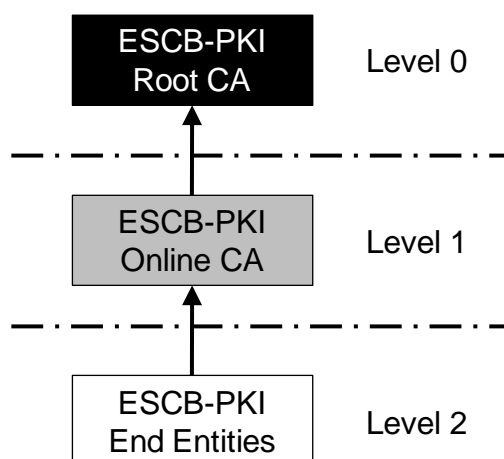 ESCB-PKI
Root CA
Level 0
ESCB-PKI
Online CA
Level 1
ESCB-PKI
End Entities
Level 2